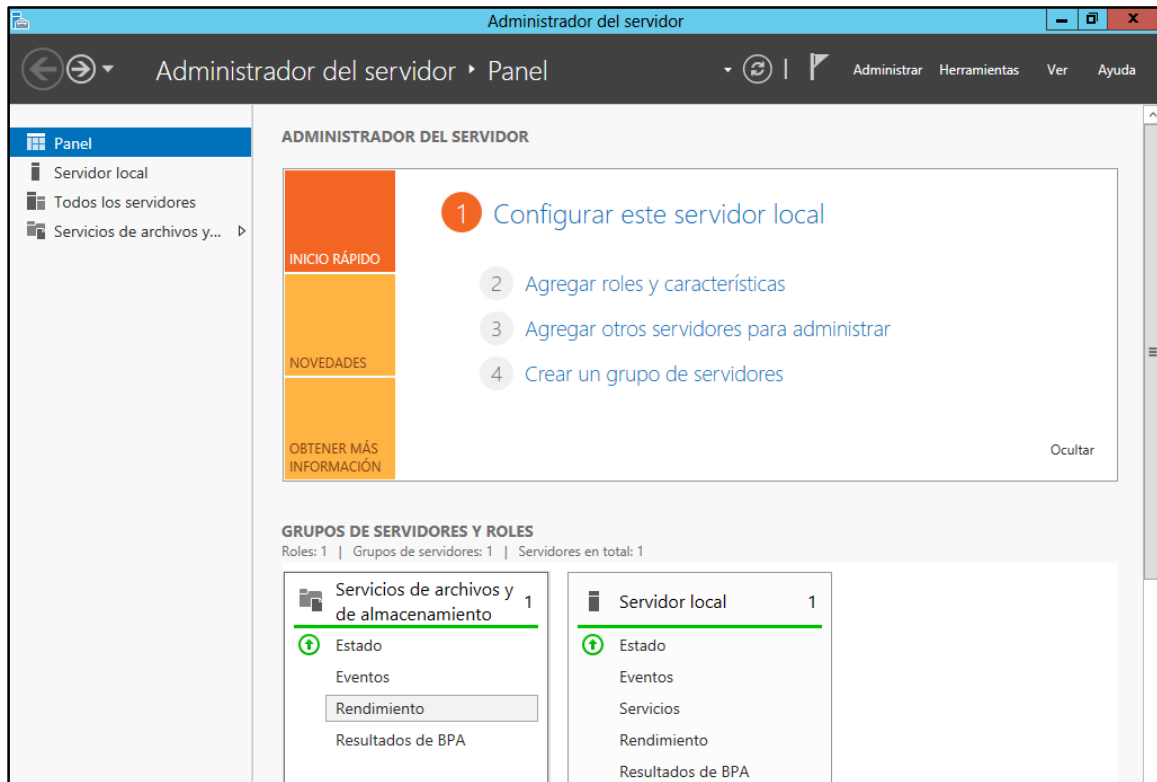 Administrador del servidor
Administrador del servidor ‣ Panel
Administrar Herramientas Ver Ayuda
Panel
Servidor local
Todos los servidores
Servicios de archivos y...
ADMINISTRADOR DEL SERVIDOR
INICIO RÁPIDO
NOVEDADES
OBTENER MÁS
INFORMACIÓN
1 Configurar este servidor local
2 Agregar roles y características
3 Agregar otros servidores para administrar
4 Crear un grupo de servidores
Ocultar
GRUPOS DE SERVIDORES Y ROLES
Roles: 1 | Grupos de servidores: 1 | Servidores en total: 1
Servicios de archivos y
de almacenamiento
1
Estado
Eventos
Rendimiento
Resultados de BPA
Servidor local 1
Estado
Eventos
Servicios
Rendimiento
Resultados de BPA